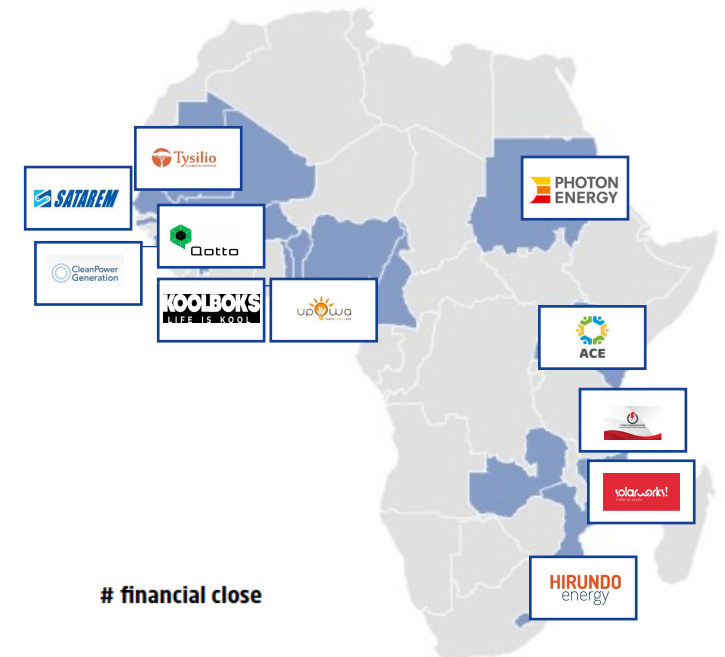 Tysilio
SATAREM
PHOTON
ENERGY
Qotto
CleanPower
Generation
KOOLBOKS
LIFE IS KOOL
upOwa
ACE
solarworks!
HIRUNDO
energy
# financial close